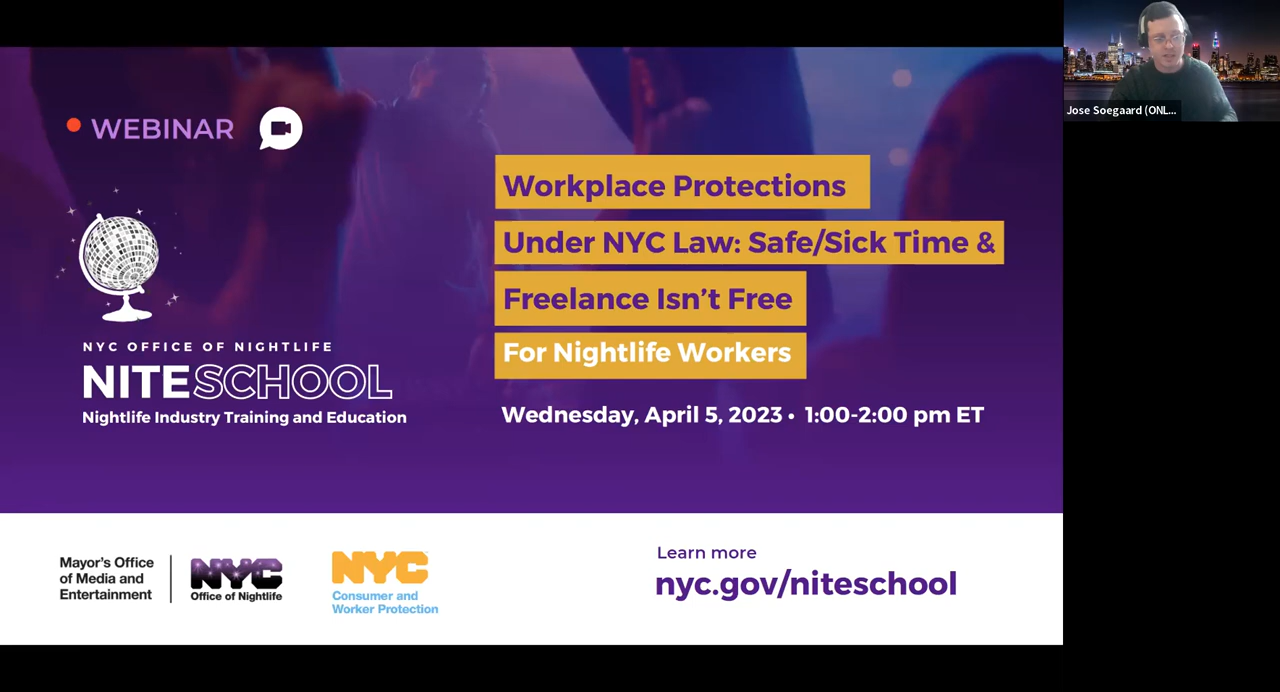 WEBINAR
NYC OFFICE OF NIGHTLIFE
NITESCHOOL
Nightlife Industry Training and Education
Workplace Protections
Under NYC Law: Safe/Sick Time &
Freelance Isn’t Free
For Nightlife Workers
Wednesday, April 5, 2023 • 1:00-2:00 pm ET
Mayor’s Office
of Media and
Entertainment
NYC
Office of Nightlife
NYC
Consumer and
Worker Protection
Learn more
nyc.gov/niteschool
Jose Soegaard (ONL...